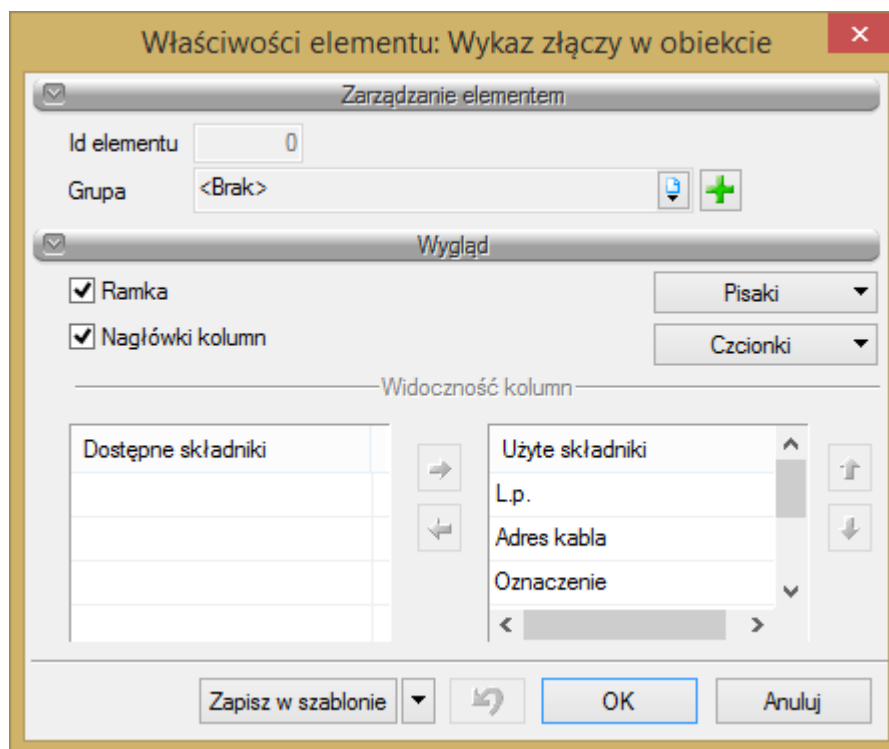 Właściwości elementu: Wykaz złączy w obiekcie
Zarządzanie elementem
Id elementu 0
Grupa <Brak>
Wygląd
Ramka Pisaki
Nagłówki kolumn Czcionki
Widoczność kolumn
Dostępne składniki Użyte składniki
L.p.
Adres kabla
Oznaczenie
Zapisz w szablonie OK Anuluj